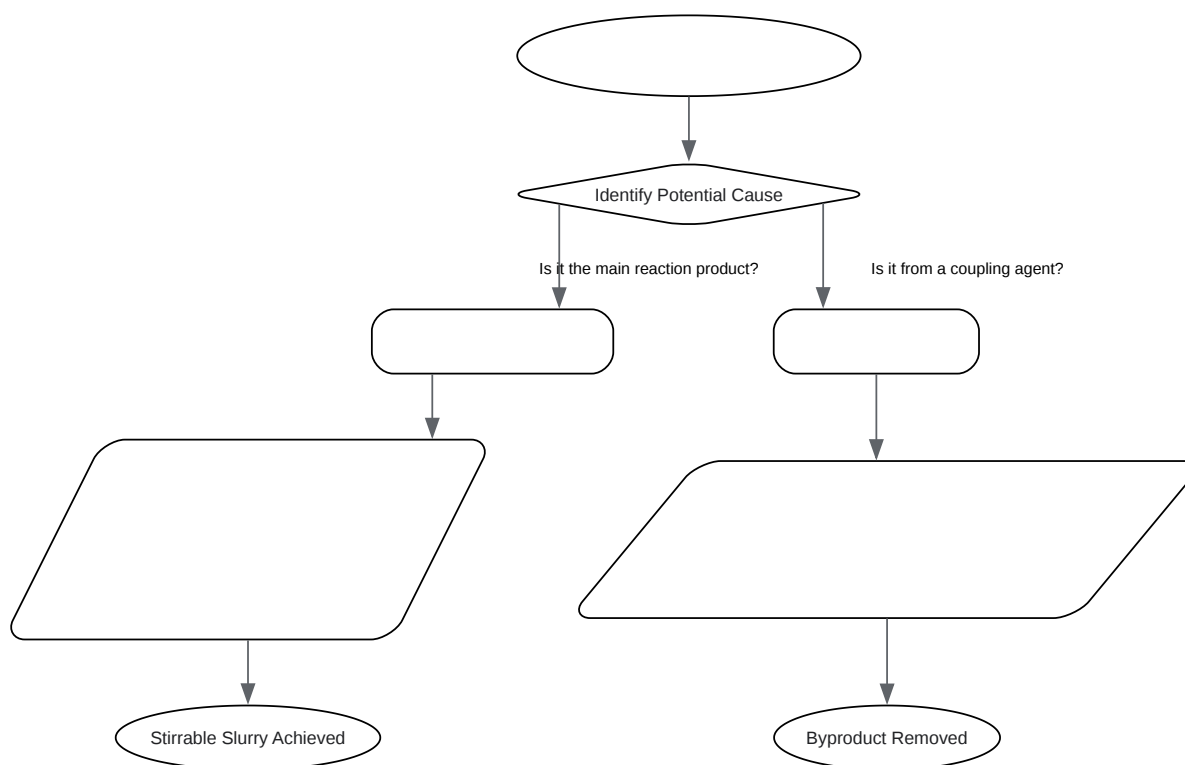 Identify Potential Cause
Is it the main reaction product?
Is it from a coupling agent?
Stirrable Slurry Achieved
Byproduct Removed